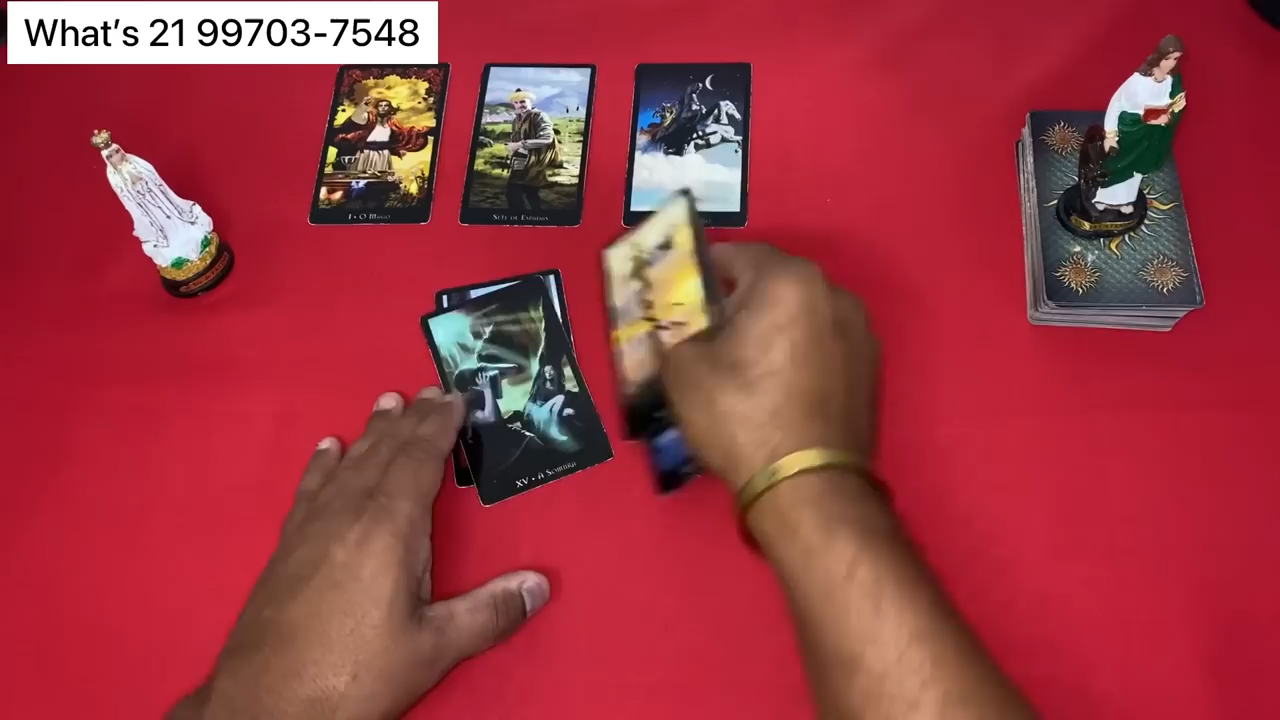 What's 21 99703-7548
I • O Mago
Sete de Espadas
XV • A Sombra